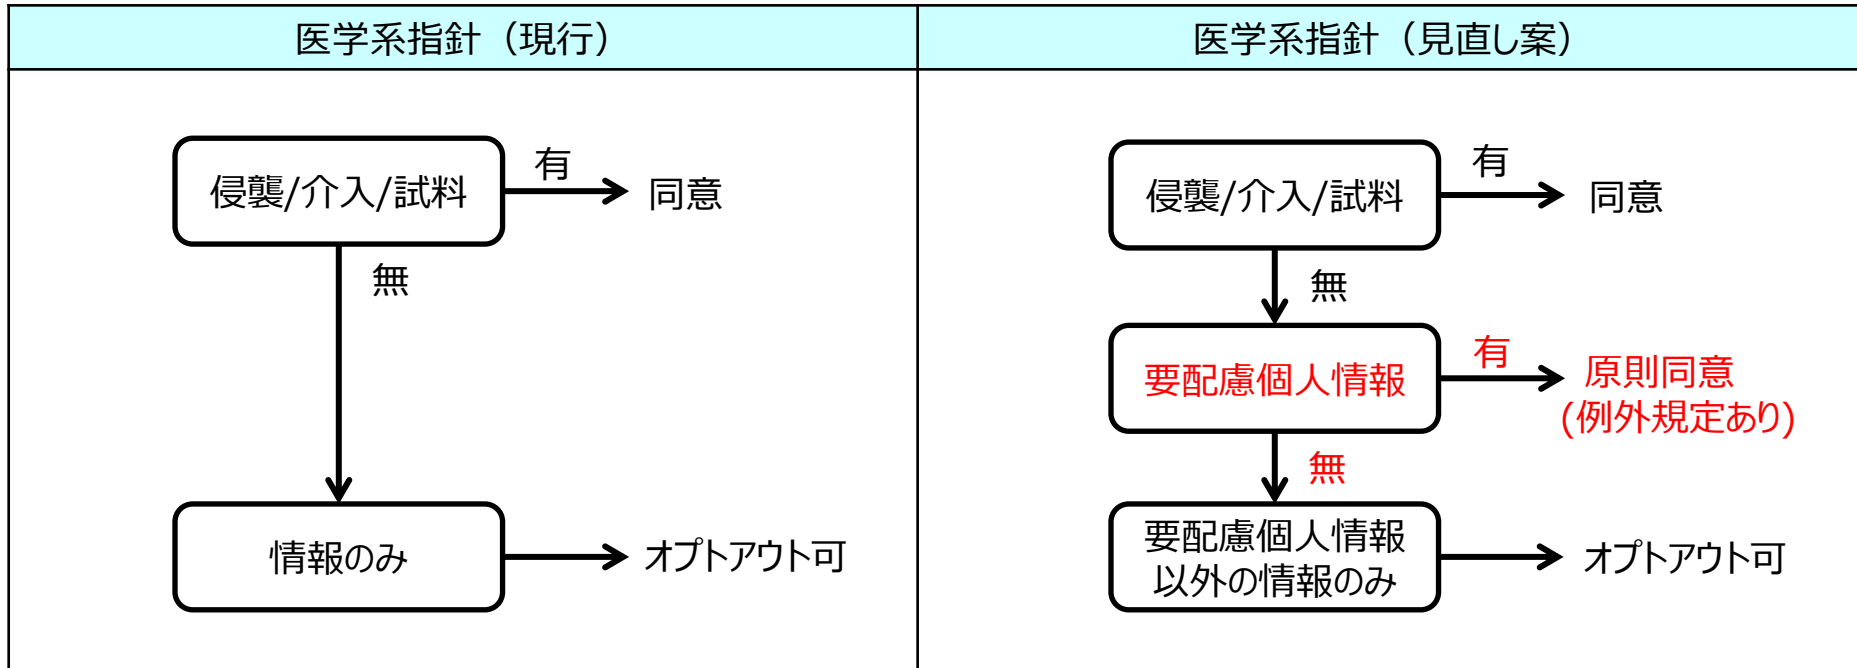 医学系指針（現行）
侵襲/介入/試料
有
同意
無
情報のみ
オプトアウト可
医学系指針（見直し案）
侵襲/介入/試料
有
同意
無
要配慮個人情報
有
原則同意
(例外規定あり)
無
要配慮個人情報
以外の情報のみ
オプトアウト可